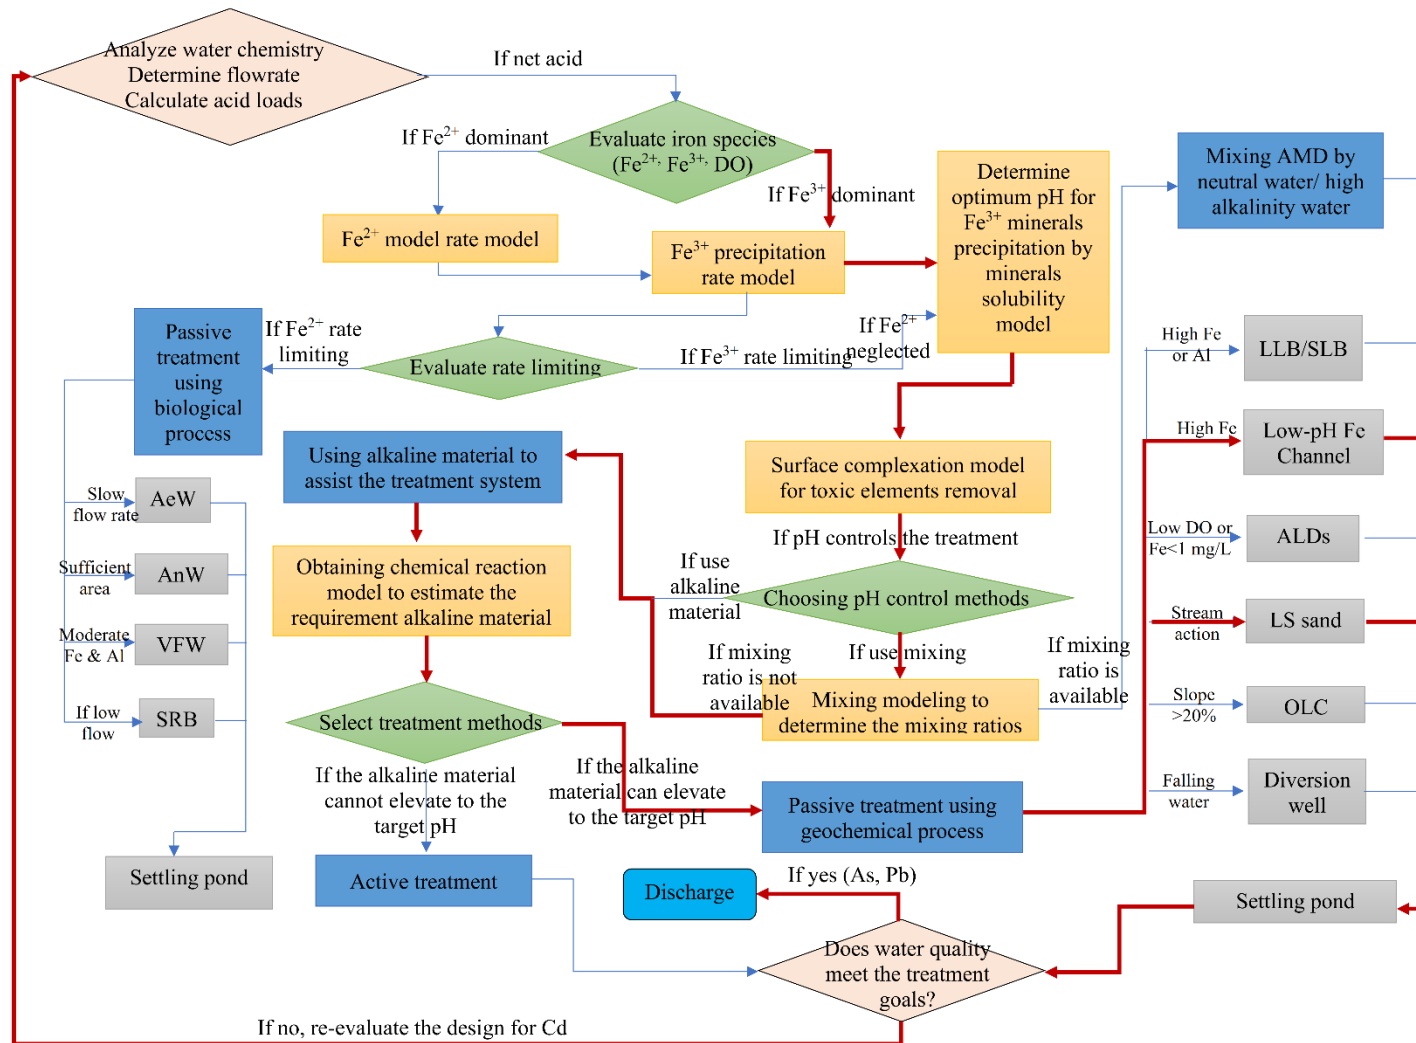 Analyze water chemistry
Determine flowrate
Calculate acid loads
If net acid
If Fe²⁺ dominant
Evaluate iron species
(Fe²⁺, Fe³⁺, DO)
If Fe³⁺ dominant
Fe²⁺ model rate model
Fe³⁺ precipitation
rate model
Determine
optimum pH for
Fe³⁺ minerals
precipitation by
minerals
solubility
model
Mixing AMD by
neutral water/ high
alkalinity water
Passive
treatment
using
biological
process
If Fe²⁺ rate
limiting
Evaluate rate limiting
If Fe³⁺ rate limiting
If Fe²⁺
neglected
High Fe
or Al
LLB/SLB
High Fe
Low-pH Fe
Channel
Using alkaline material to
assist the treatment system
Surface complexation model
for toxic elements removal
Slow
flow rate
AeW
Low DO or
Fe<1 mg/L
ALDs
If pH controls the treatment
Sufficient
area
AnW
Obtaining chemical reaction
model to estimate the
requirement alkaline material
If use
alkaline
material
Choosing pH control methods
Stream
action
LS sand
Moderate
Fe & Al
VFW
If mixing
ratio is not
available
If use mixing
If mixing
ratio is
available
If low
flow
SRB
Select treatment methods
Mixing modeling to
determine the mixing ratios
Slope
>20%
OLC
If the alkaline material
cannot elevate to the
target pH
If the alkaline
material can elevate
to the target pH
Passive treatment using
geochemical process
Falling
water
Diversion
well
Settling pond
Active treatment
Discharge
If yes (As, Pb)
Settling pond
Does water quality
meet the treatment
goals?
If no, re-evaluate the design for Cd